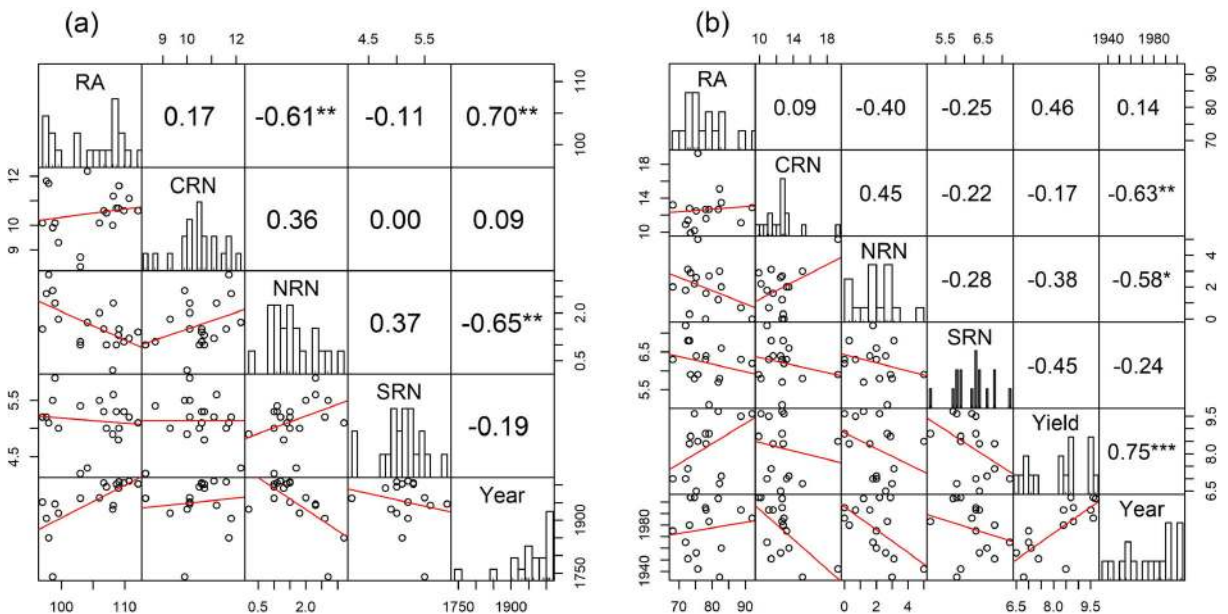 (a)
9 10 12
4.5 5.5
RA
0.17
-0.61**
-0.11
0.70**
100 110
9 10 12
CRN
0.36
0.00
0.09
NRN
0.37
-0.65**
0.5 2.0
4.5 5.5
SRN
-0.19
Year
1750 1900
100 110
0.5 2.0
1750 1900
(b)
10 14 18
5.5 6.5
1940 1980
RA
0.09
-0.40
-0.25
0.46
0.14
70 80 90
10 14 18
CRN
0.45
-0.22
-0.17
-0.63**
NRN
-0.28
-0.38
-0.58*
0 2 4
5.5 6.5
SRN
-0.45
-0.24
Yield
0.75***
6.5 8.0 9.5
1940 1980
Year
70 80 90
0 2 4
6.5 8.0 9.5